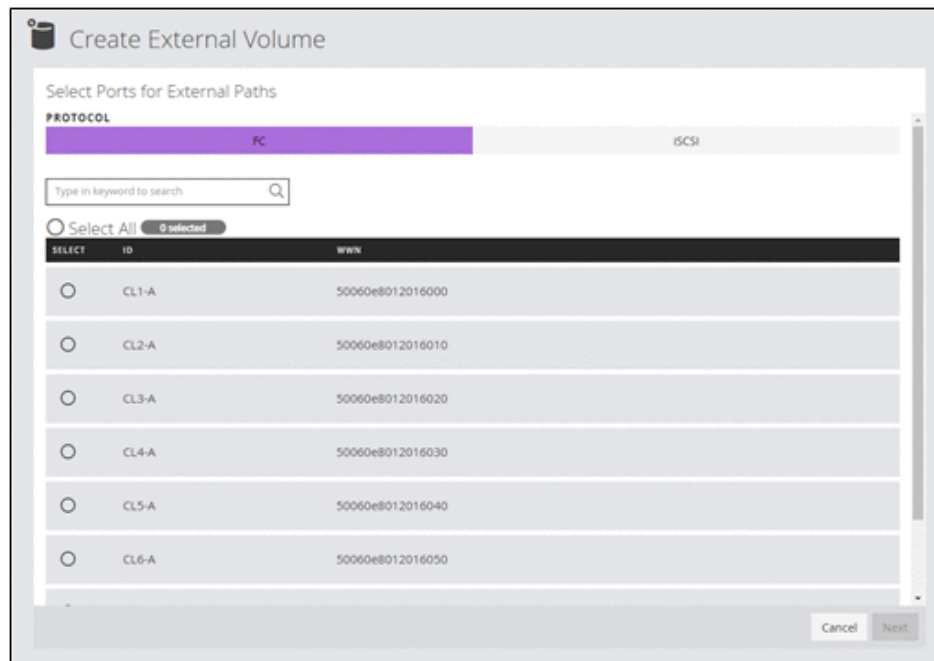 Create External Volume
Select Ports for External Paths
PROTOCOL
FC iSCSI
Type in keyword to search
Select All 0 selected
SELECT ID WWN
CL1-A 50060e8012016000
CL2-A 50060e8012016010
CL3-A 50060e8012016020
CL4-A 50060e8012016030
CL5-A 50060e8012016040
CL6-A 50060e8012016050
Cancel Next